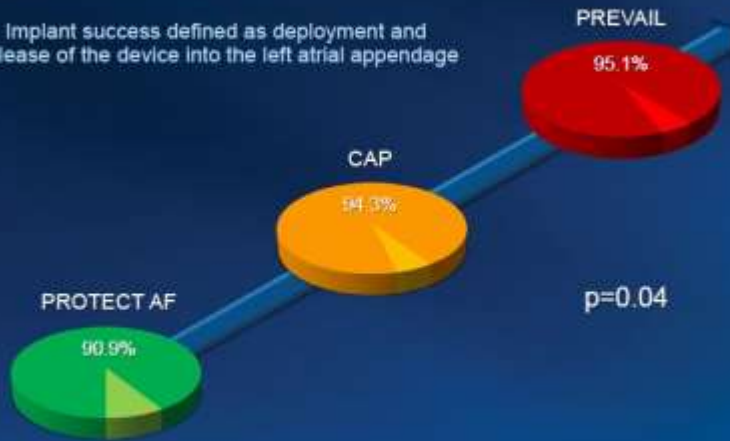 Implant success defined as deployment and
lease of the device into the left atrial appendage
PREVAIL
95.1%
CAP
94.3%
p=0.04
PROTECT AF
90.9%